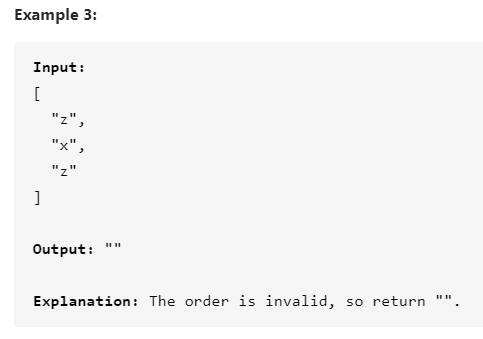 Example 3:
Input:
[
  "z",
  "x",
  "z"
]
Output: ""
Explanation: The order is invalid, so return "".